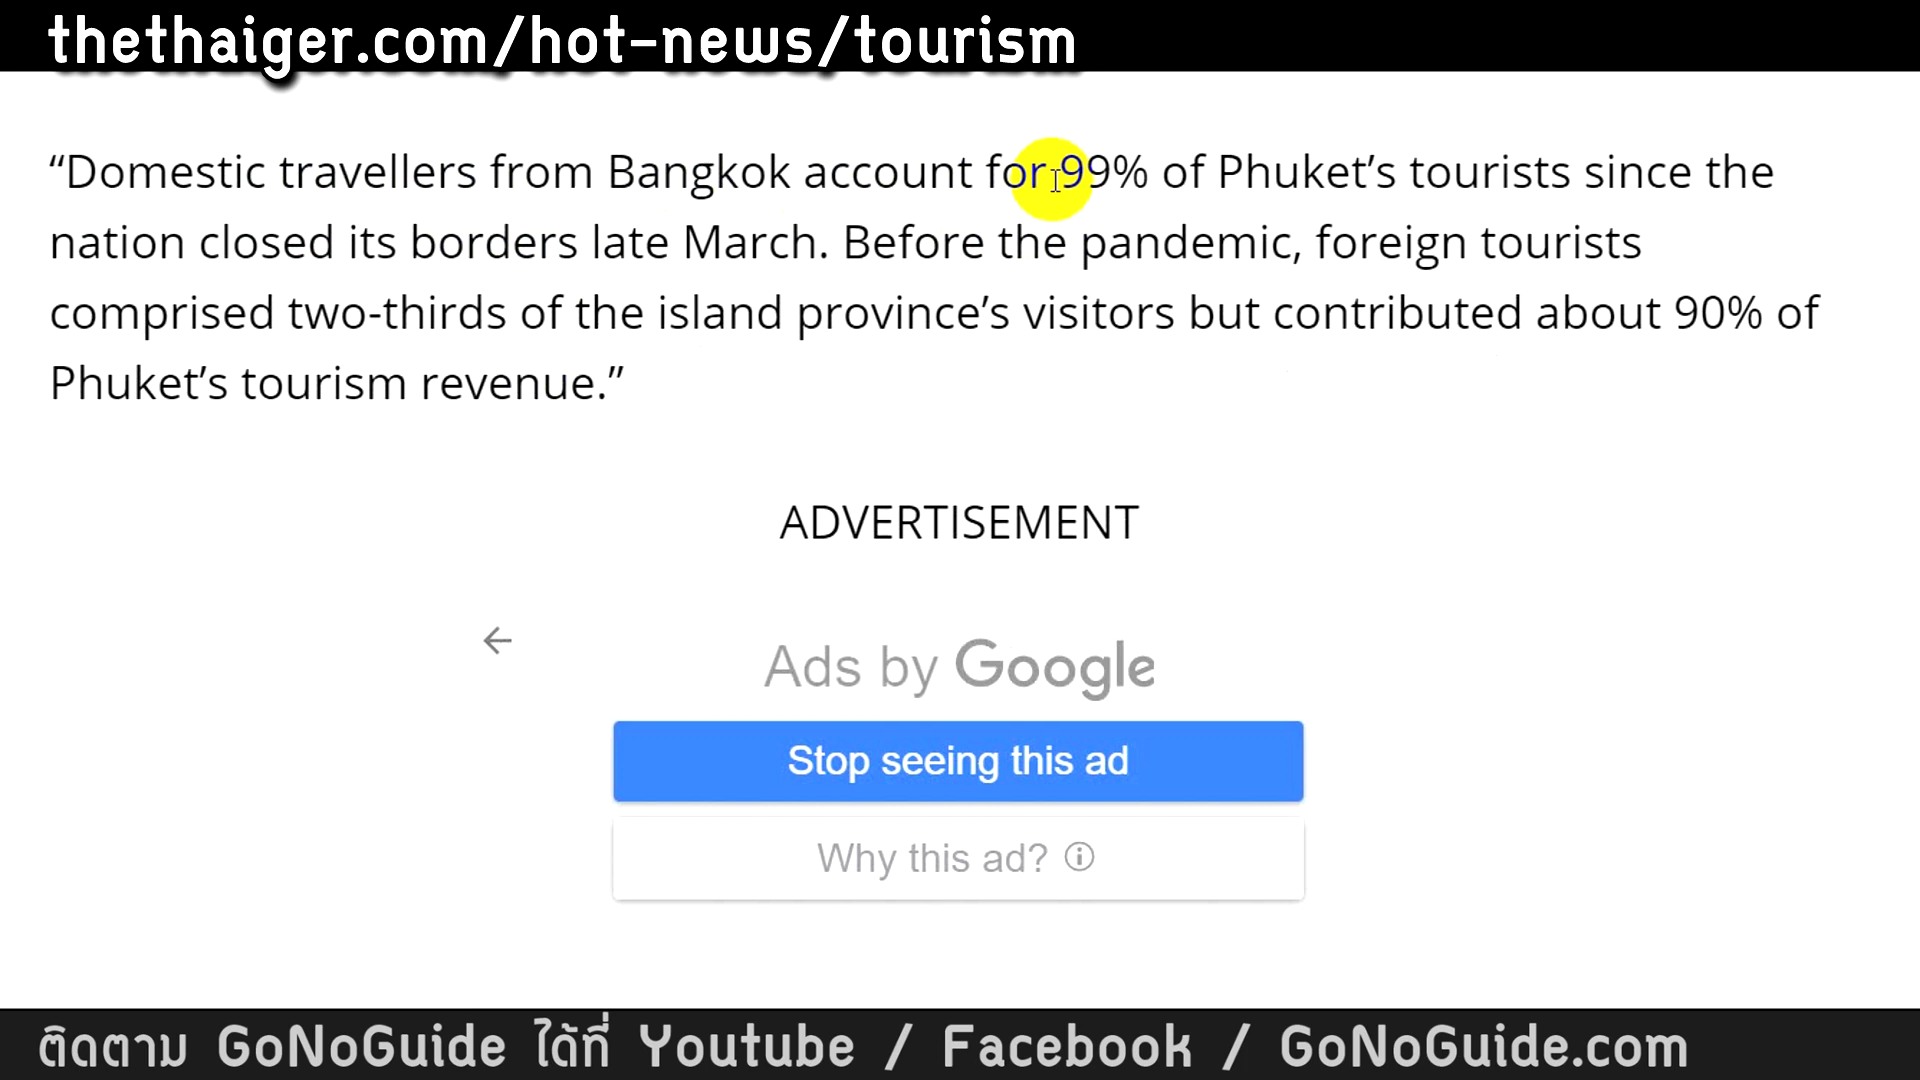 thethaiger.com/hot-news/tourism
“Domestic travellers from Bangkok account for 99% of Phuket’s tourists since the
nation closed its borders late March. Before the pandemic, foreign tourists
comprised two-thirds of the island province’s visitors but contributed about 90% of
Phuket’s tourism revenue.”
ADVERTISEMENT
Ads by Google
Stop seeing this ad
Why this ad?
ติดตาม GoNoGuide ได้ที่ Youtube / Facebook / GoNoGuide.com